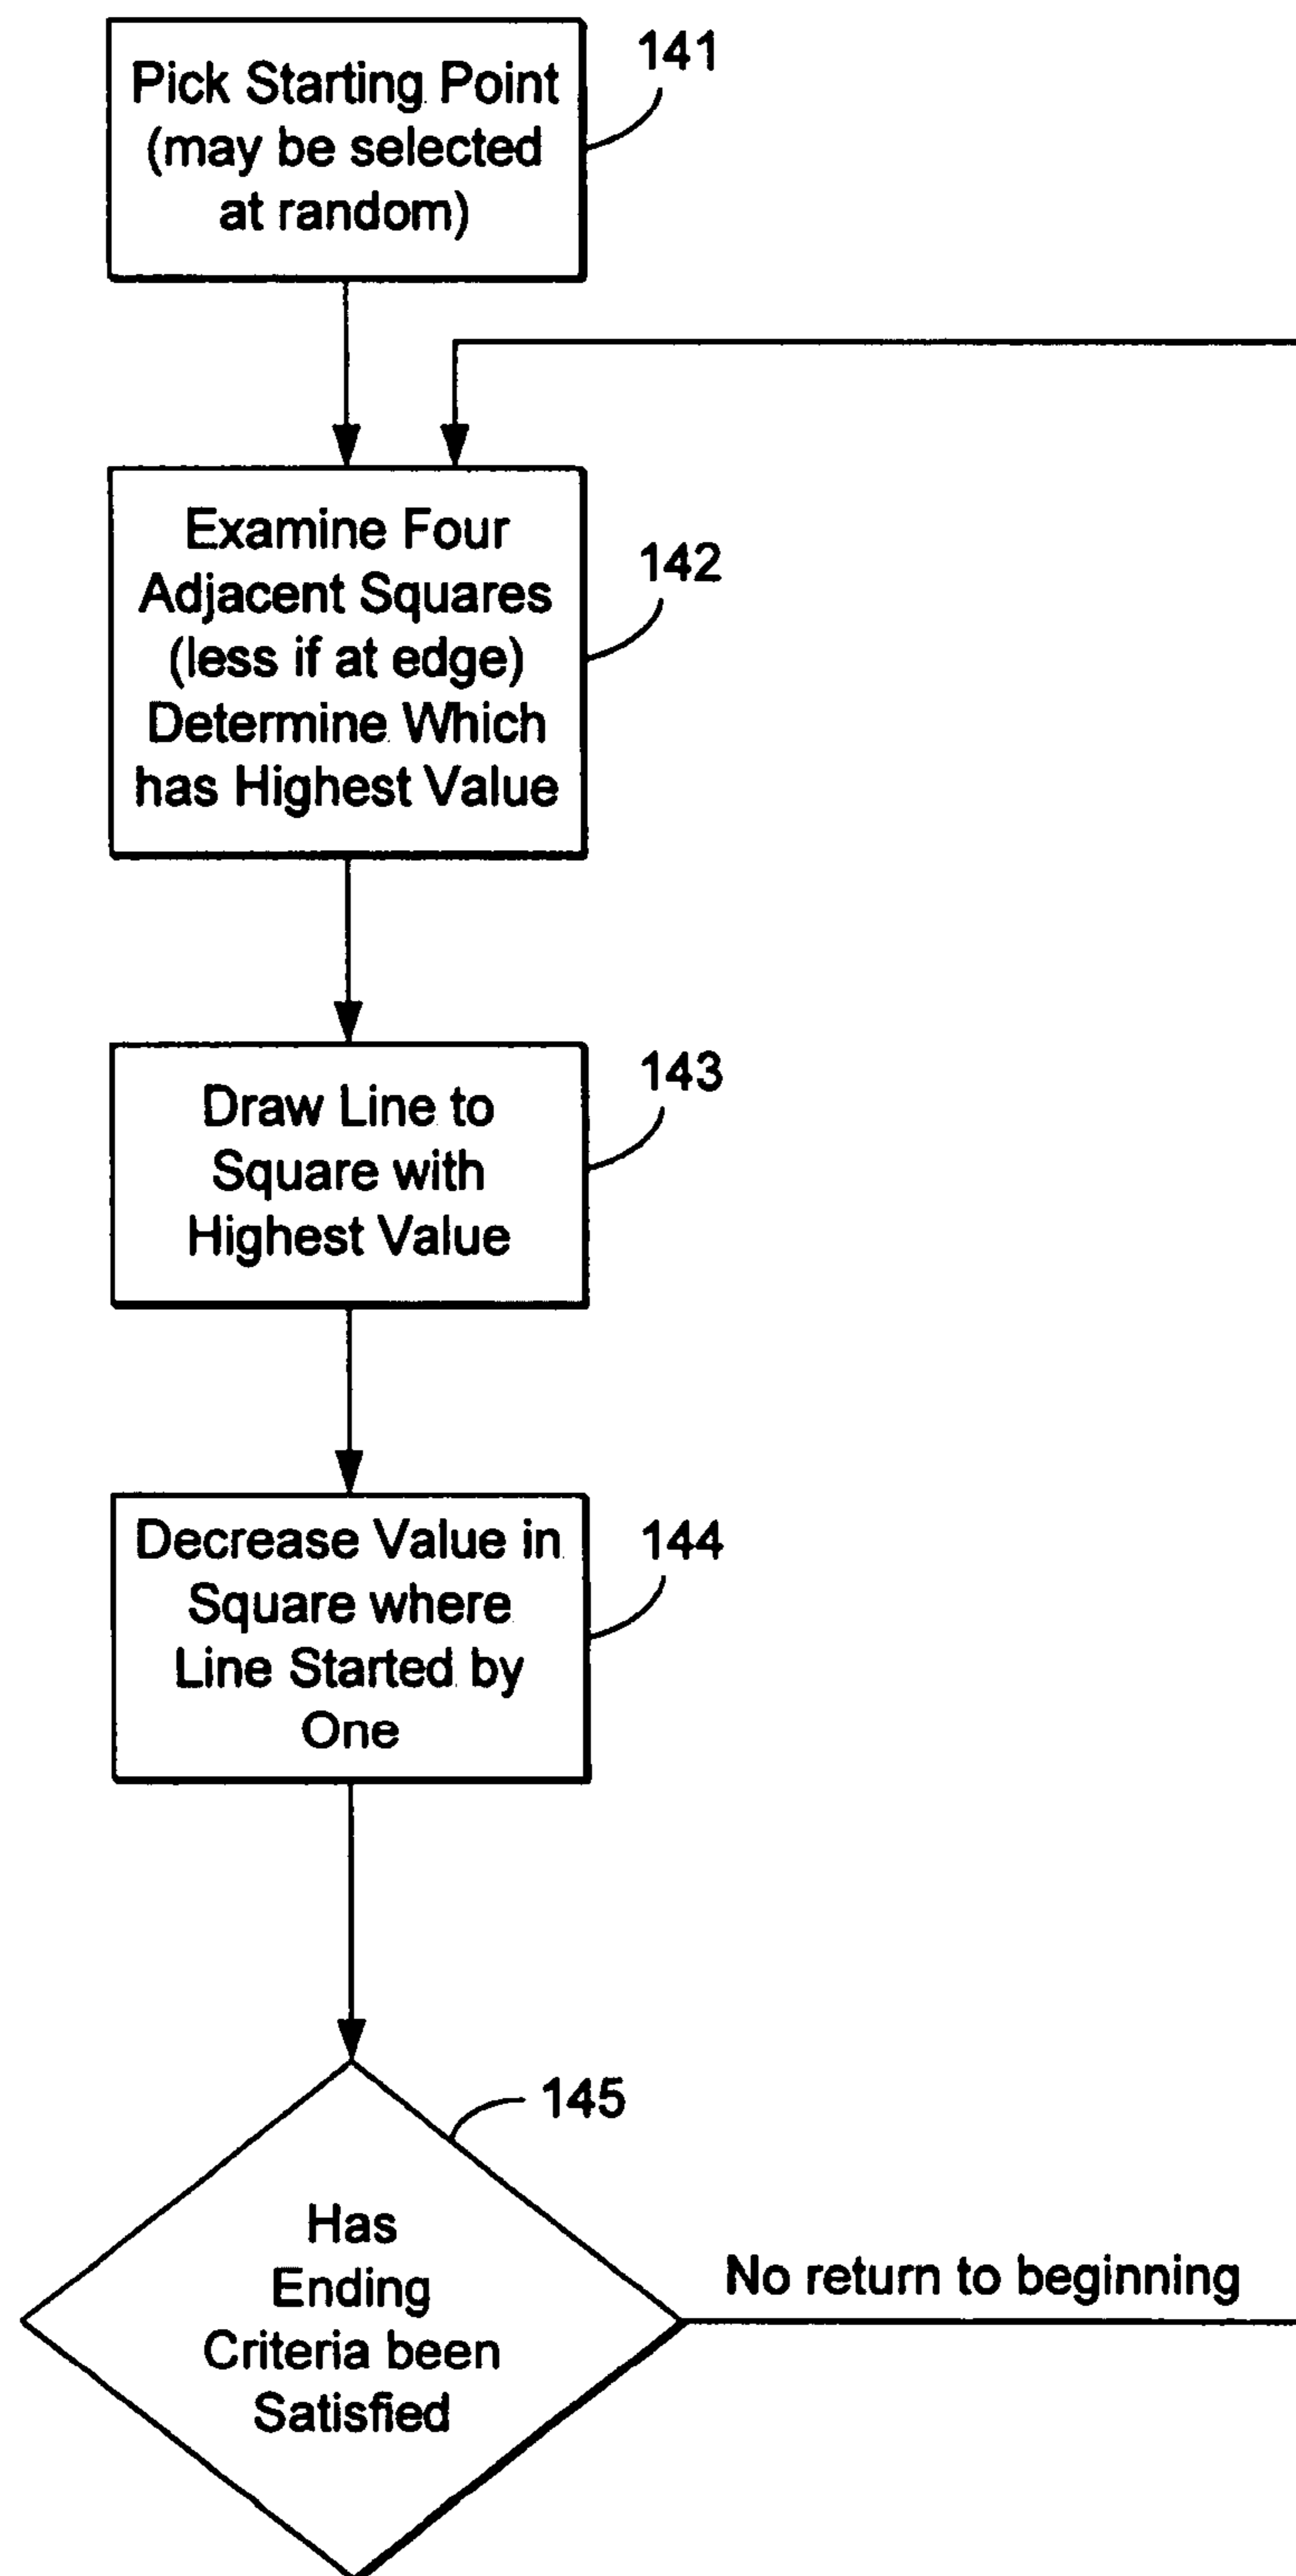 Pick Starting Point
(may be selected
at random)
141
Examine Four
Adjacent Squares
(less if at edge)
Determine Which
has Highest Value
142
Draw Line to
Square with
Highest Value
143
Decrease Value in
Square where
Line Started by
One
144
145
Has
Ending
Criteria been
Satisfied
No return to beginning